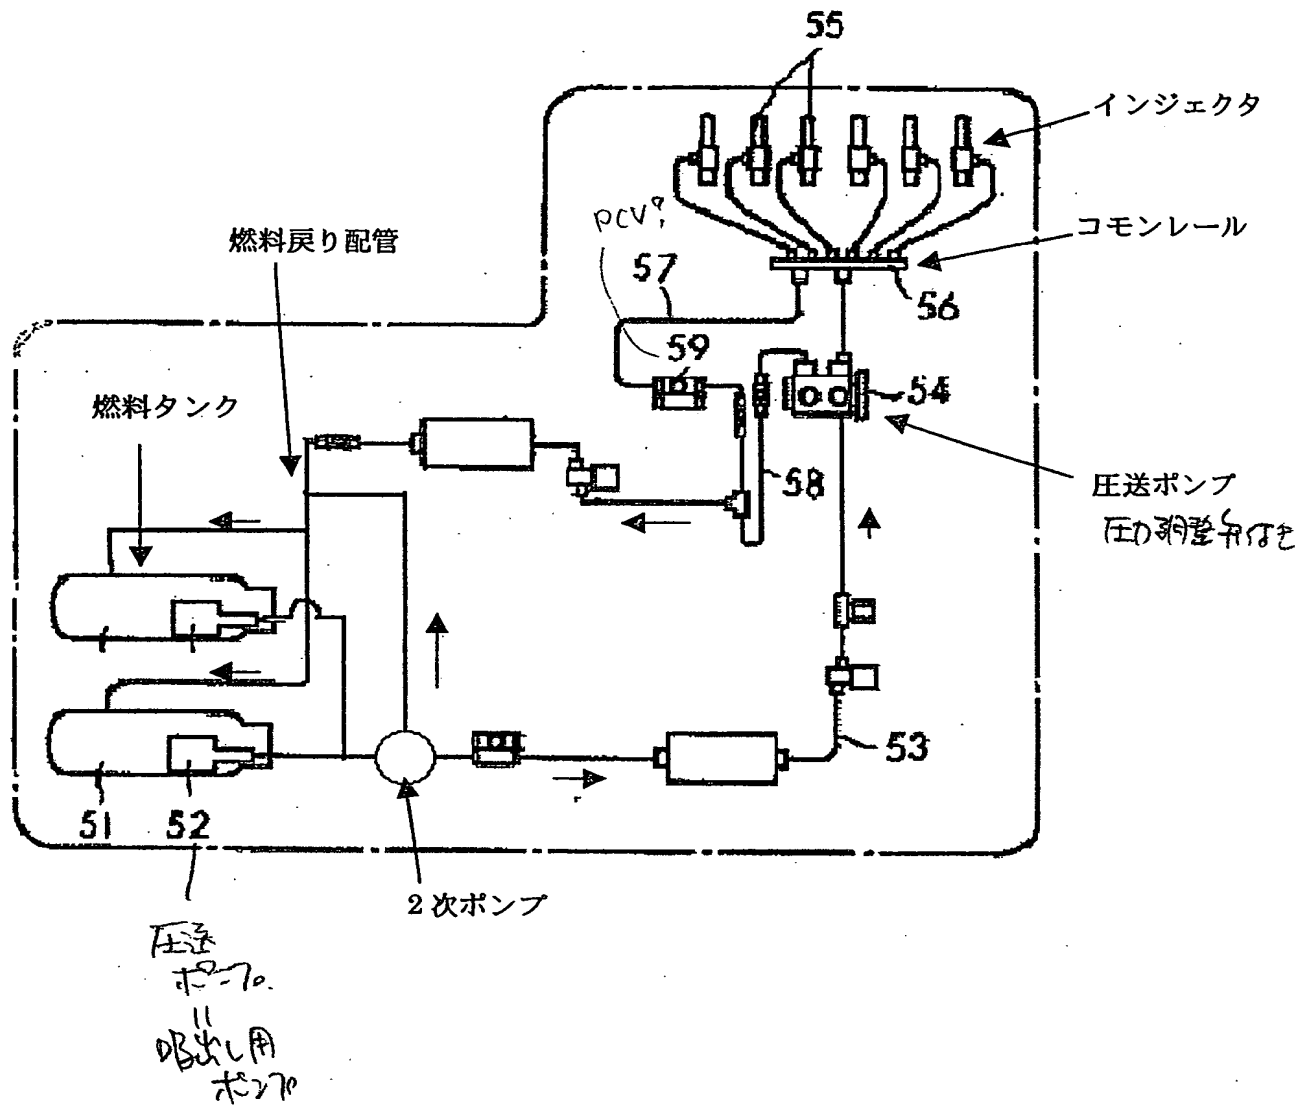 55
インジェクタ
PCV?
コモンレール
燃料戻り配管
57
56
59
54
燃料タンク
58
圧送ポンプ
圧力調整弁
53
51
52
2次ポンプ
圧送
ポンプ
〃
吸出し用
ポンプ